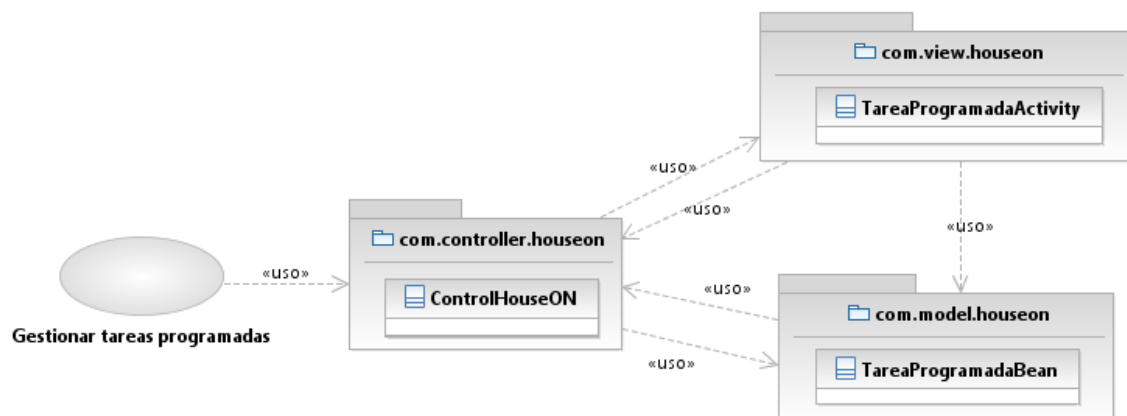 com.view.houseon
TareaProgramadaActivity
«uso»
«uso»
«uso»
com.controller.houseon
«uso»
ControlHouseON
«uso»
com.model.houseon
Gestionar tareas programadas
«uso»
TareaProgramadaBean